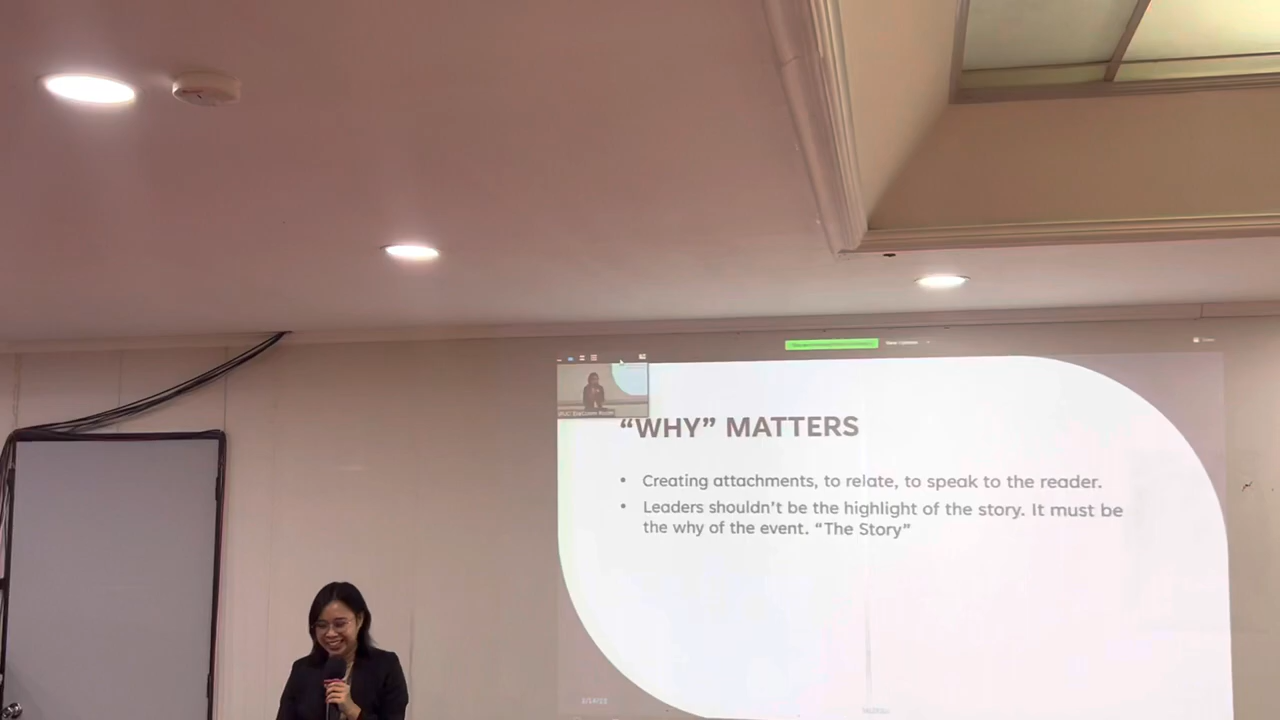 “WHY” MATTERS
• Creating attachments, to relate, to speak to the reader.
• Leaders shouldn’t be the highlight of the story. It must be
the why of the event. “The Story”